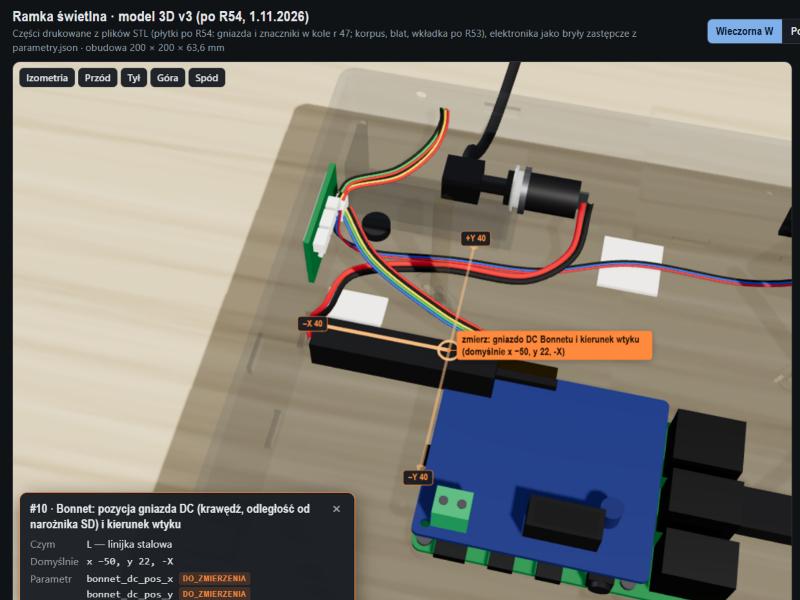 Ramka świetlna · model 3D v3 (po R54, 1.11.2026)
Części drukowane z plików STL (płytki po R54: gniazda i znaczniki w kole r 47; korpus, blat, wkładka po R53), elektronika jako bryły zastępcze z
parametry.json · obudowa 200 × 200 × 63,6 mm
Wieczorna W
Po
Izometria Przód Tył Góra Spód
+Y 40
−X 40
zmierz: gniazdo DC Bonnetu i kierunek wtyku
(domyślnie x −50, y 22, -X)
−Y 40
#10 · Bonnet: pozycja gniazda DC (krawędź, odległość od
narożnika SD) i kierunek wtyku
×
Czym L — linijka stalowa
Domyślnie x −50, y 22, -X
Parametr bonnet_dc_pos_x DO_ZMIERZENIA
bonnet_dc_pos_y DO_ZMIERZENIA